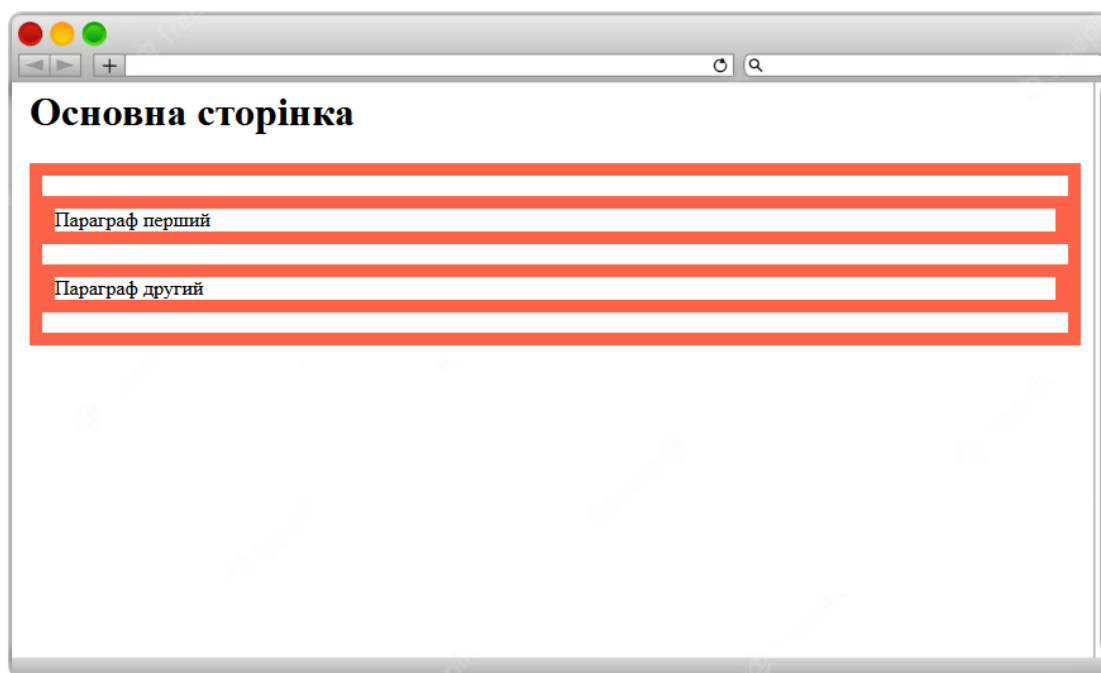 Основна сторінка
Параграф перший
Параграф другий